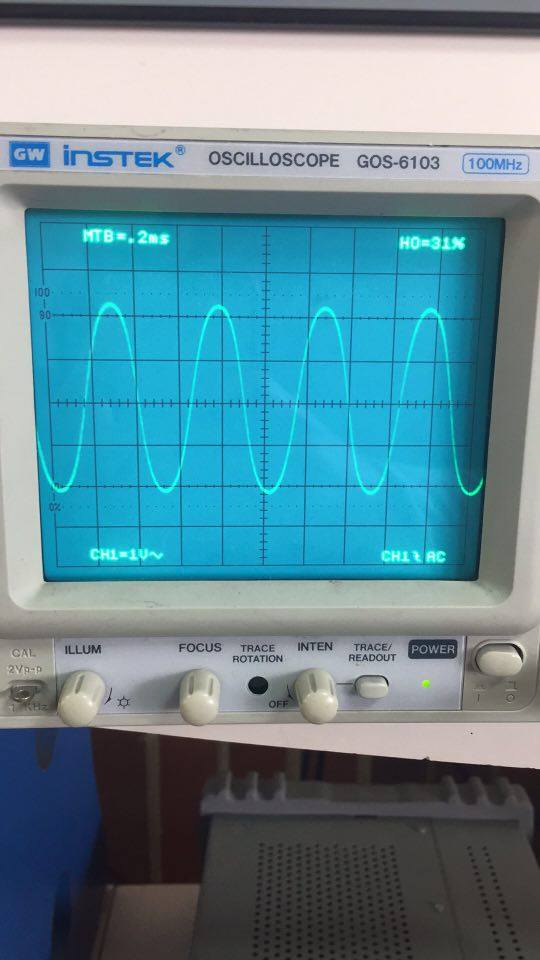 GW INSTEK® OSCILLOSCOPE GOS-6103 100MHz
MTB=.2ms HO=31%
100
90
10
0%
CH1=1V~ CH1 AC
CAL
2Vp-p
1 KHz
ILLUM
FOCUS
TRACE
ROTATION
INTEN
OFF
TRACE/
READOUT
POWER
I O